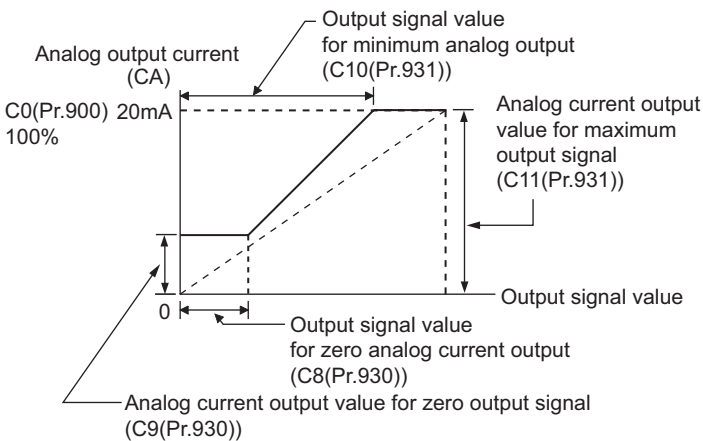 Output signal value
for minimum analog output
(C10(Pr.931))
Analog output current
(CA)
C0(Pr.900) 20mA
100%
Analog current output
value for maximum
output signal
(C11(Pr.931))
Output signal value
0
Output signal value
for zero analog current output
(C8(Pr.930))
Analog current output value for zero output signal
(C9(Pr.930))